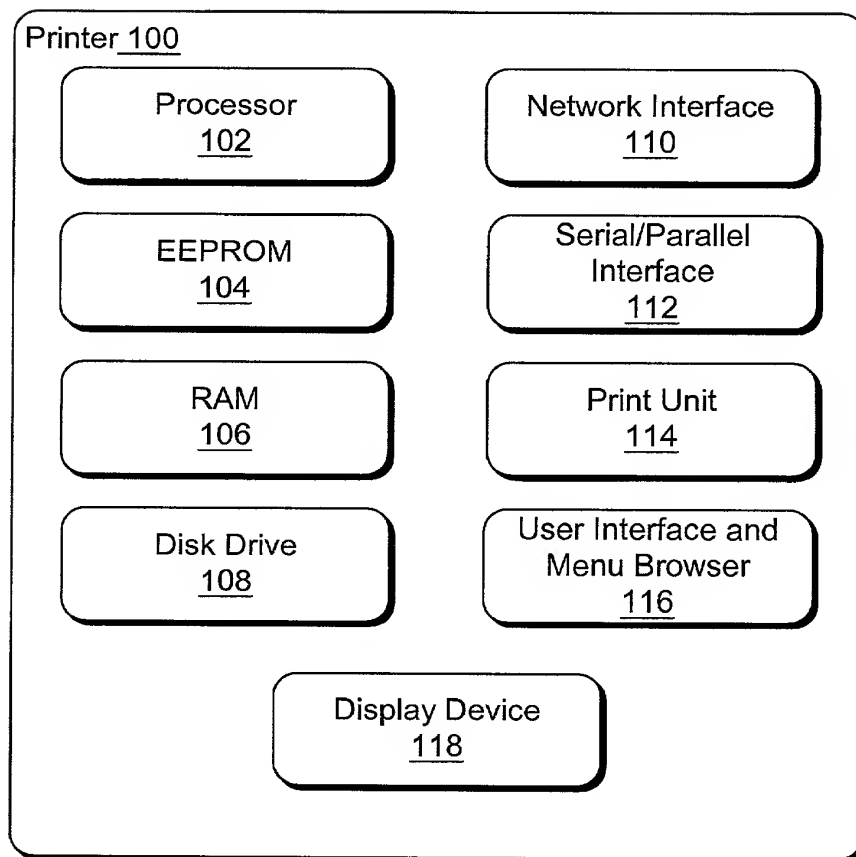 Printer 100
Processor
102
Network Interface
110
EEPROM
104
Serial/Parallel
Interface
112
RAM
106
Print Unit
114
Disk Drive
108
User Interface and
Menu Browser
116
Display Device
118